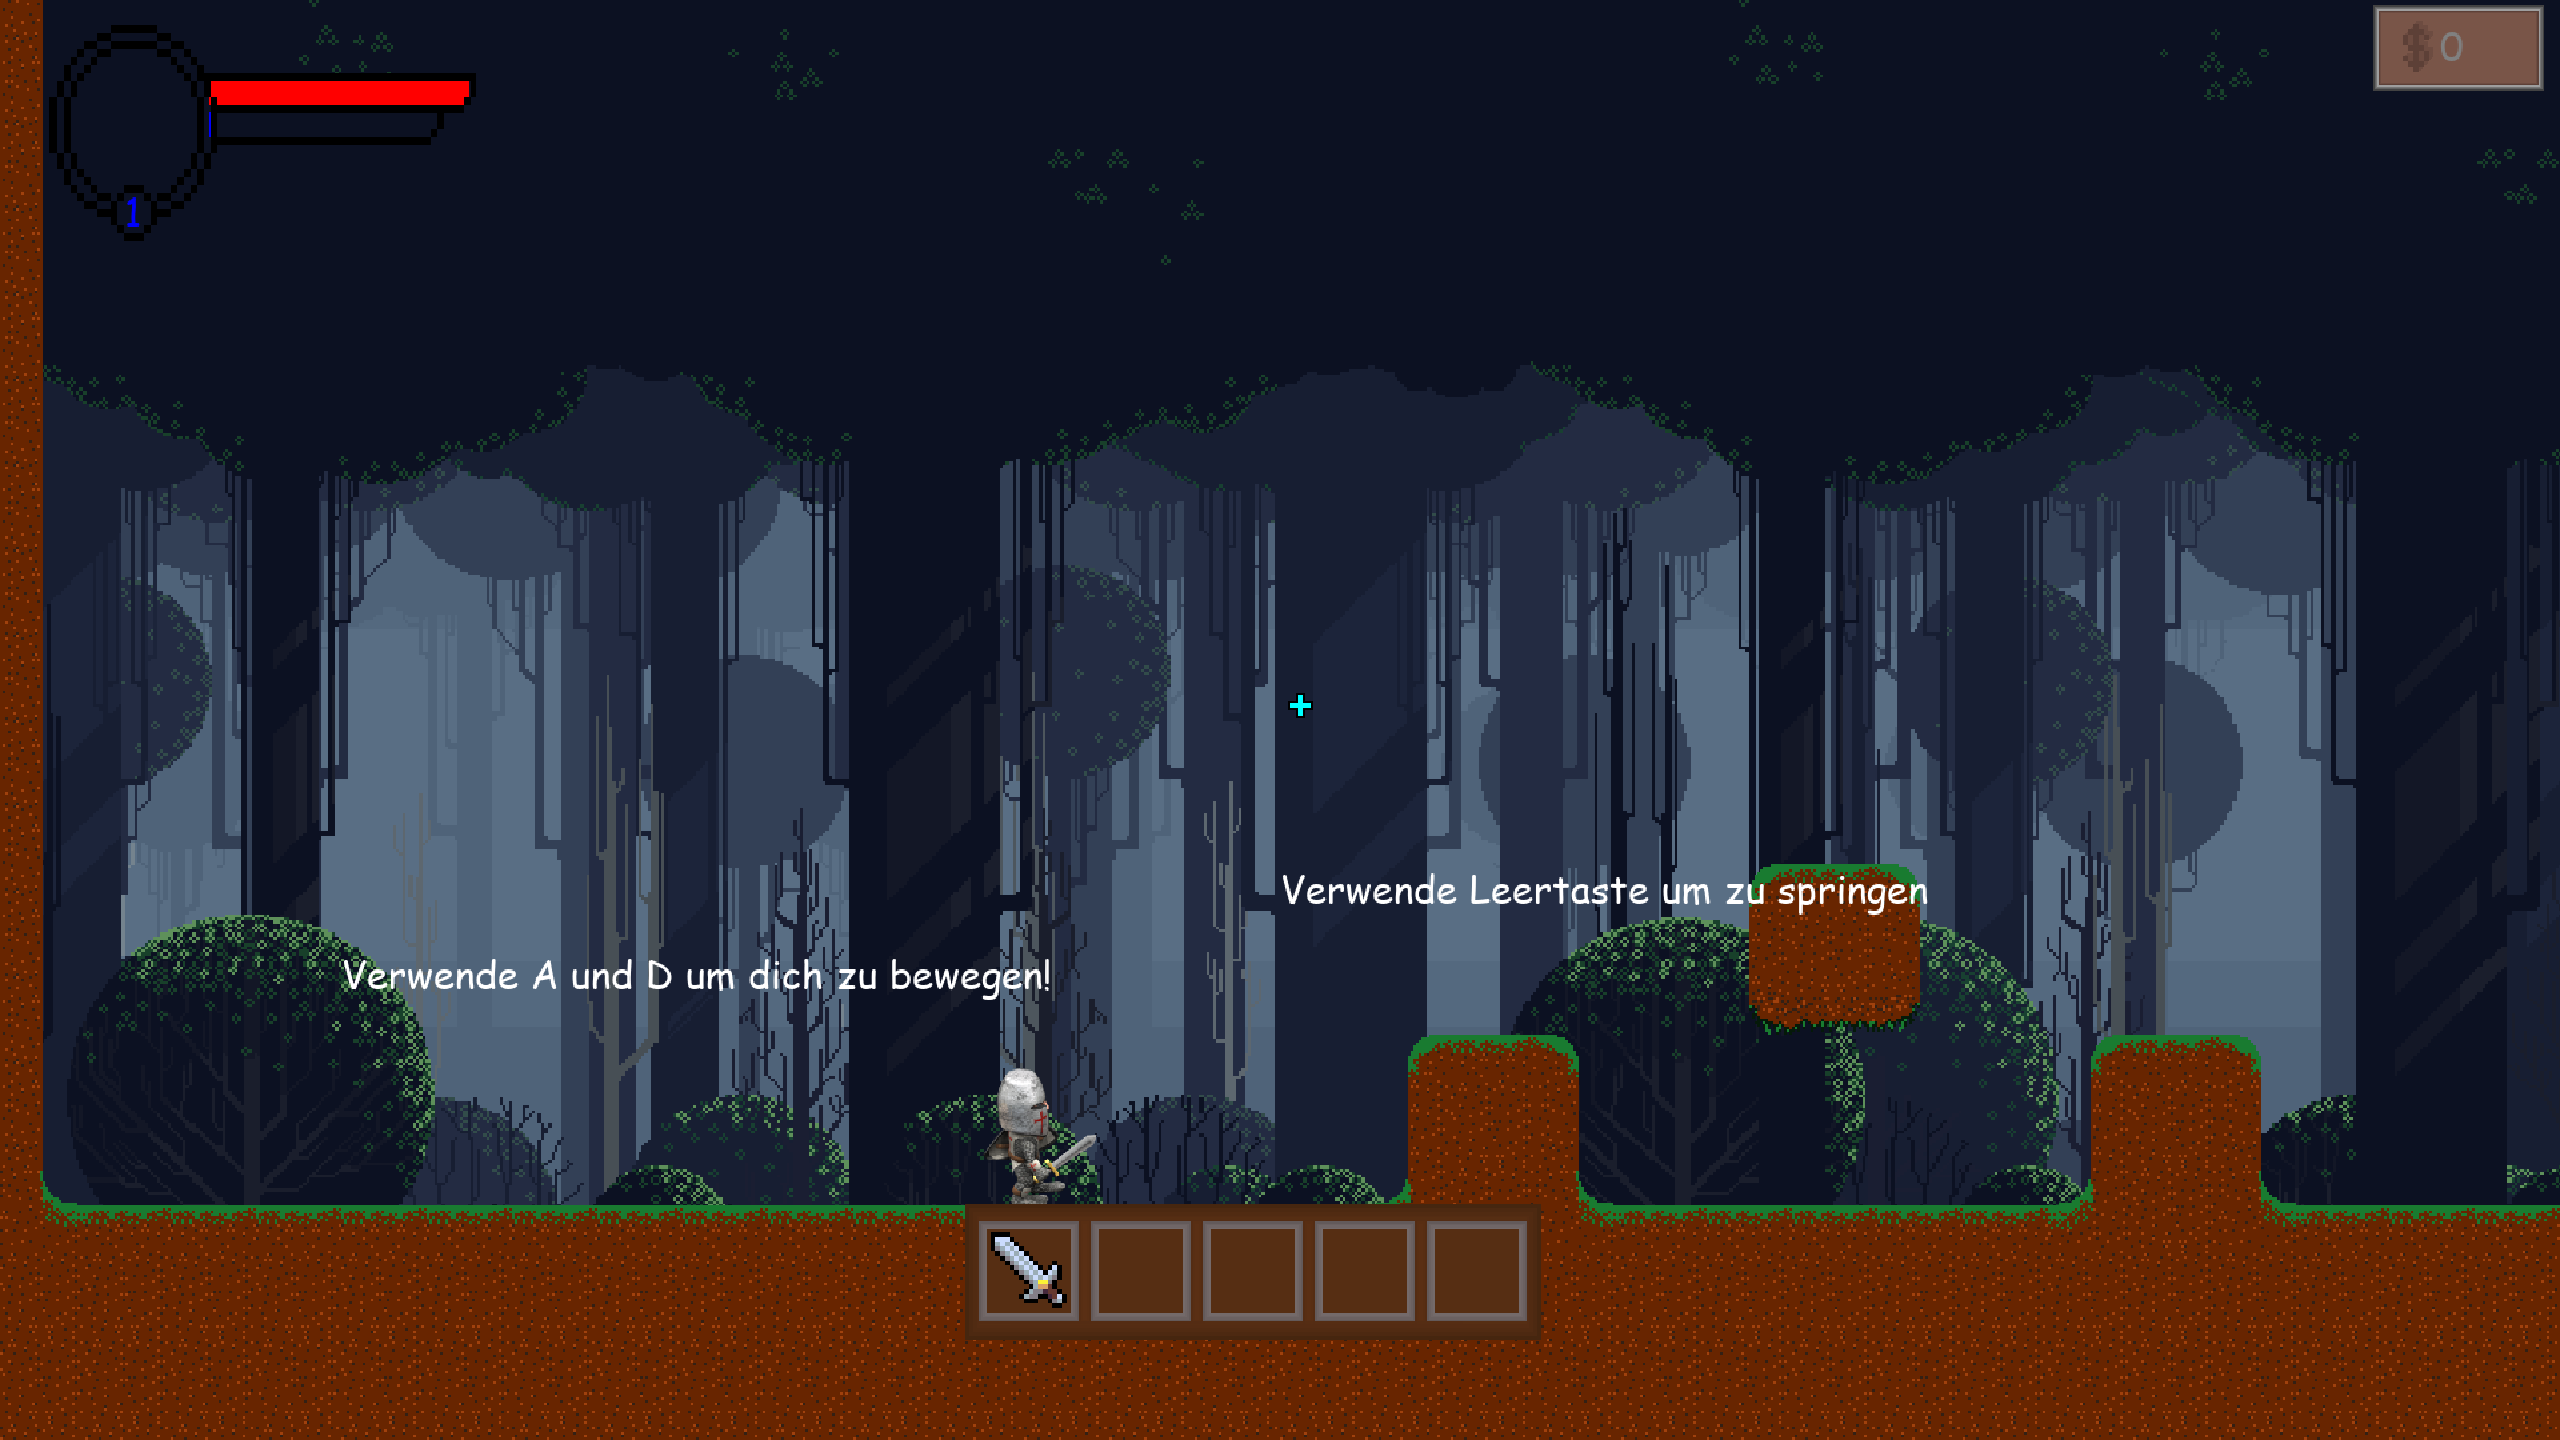 $ 0
1
Verwende Leertaste um zu springen
Verwende A und D um dich zu bewegen!